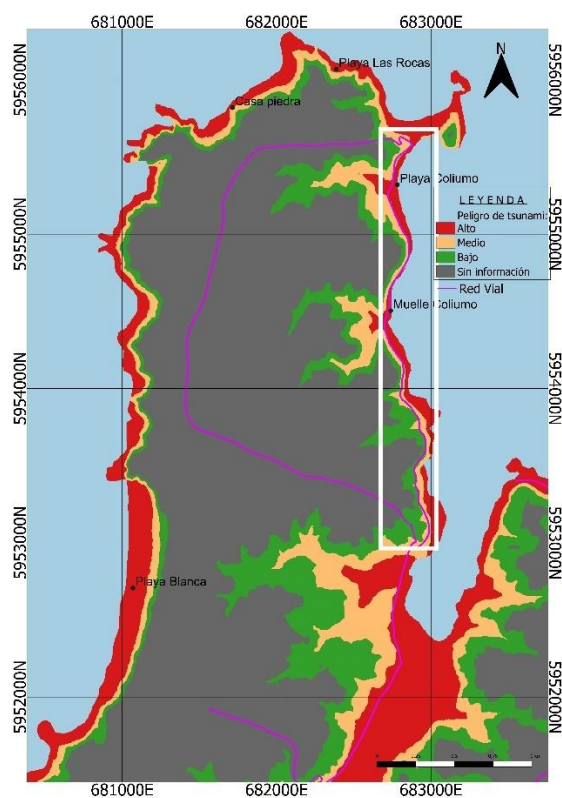 681000E 682000E 683000E
5956000N
5956000N
N
Playa Las Rocas
Casa piedra
Playa Coliumo
LEYENDA
Peligro de tsunami:
Alto
Medio
Bajo
Sin información
Red Vial
5955000N
5955000N
Muelle Coliumo
5954000N
5954000N
5953000N
5953000N
Playa Blanca
5952000N
5952000N
681000E 682000E 683000E